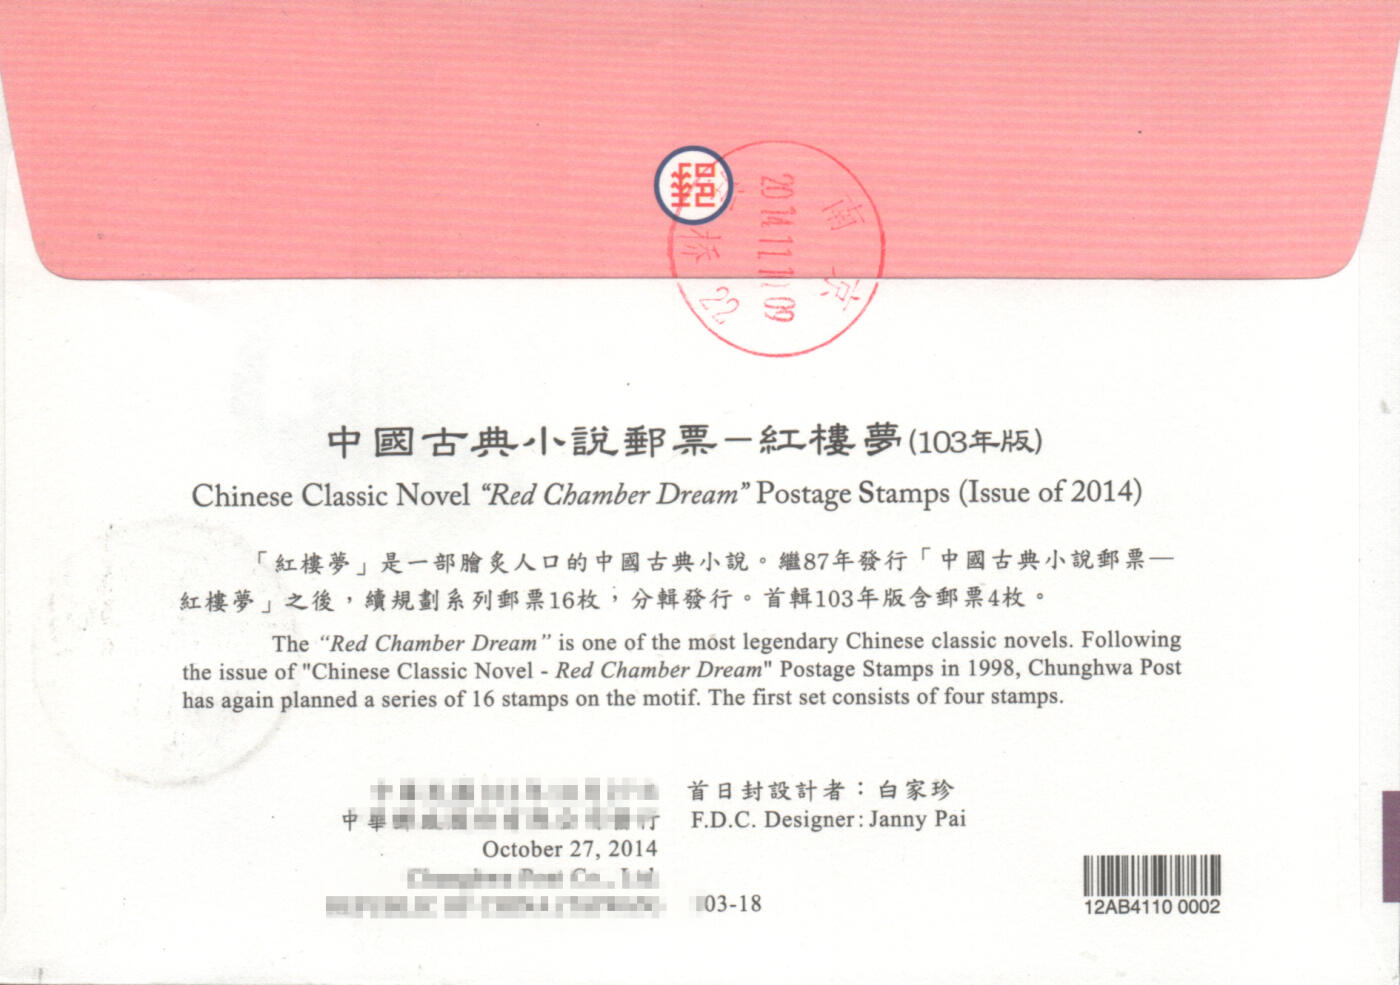 南京
2014.11.11.09
22
中國古典小說郵票－紅樓夢(103年版)
Chinese Classic Novel “Red Chamber Dream” Postage Stamps (Issue of 2014)
「紅樓夢」是一部膾炙人口的中國古典小說。繼87年發行「中國古典小說郵票—
紅樓夢」之後，續規劃系列郵票16枚，分輯發行。首輯103年版含郵票4枚。
The “Red Chamber Dream” is one of the most legendary Chinese classic novels. Following
the issue of "Chinese Classic Novel - Red Chamber Dream" Postage Stamps in 1998, Chunghwa Post
has again planned a series of 16 stamps on the motif. The first set consists of four stamps.
中華
October 27, 2014
首日封設計者：白家珍
F.D.C. Designer: Janny Pai
03-18
12AB4110 0002